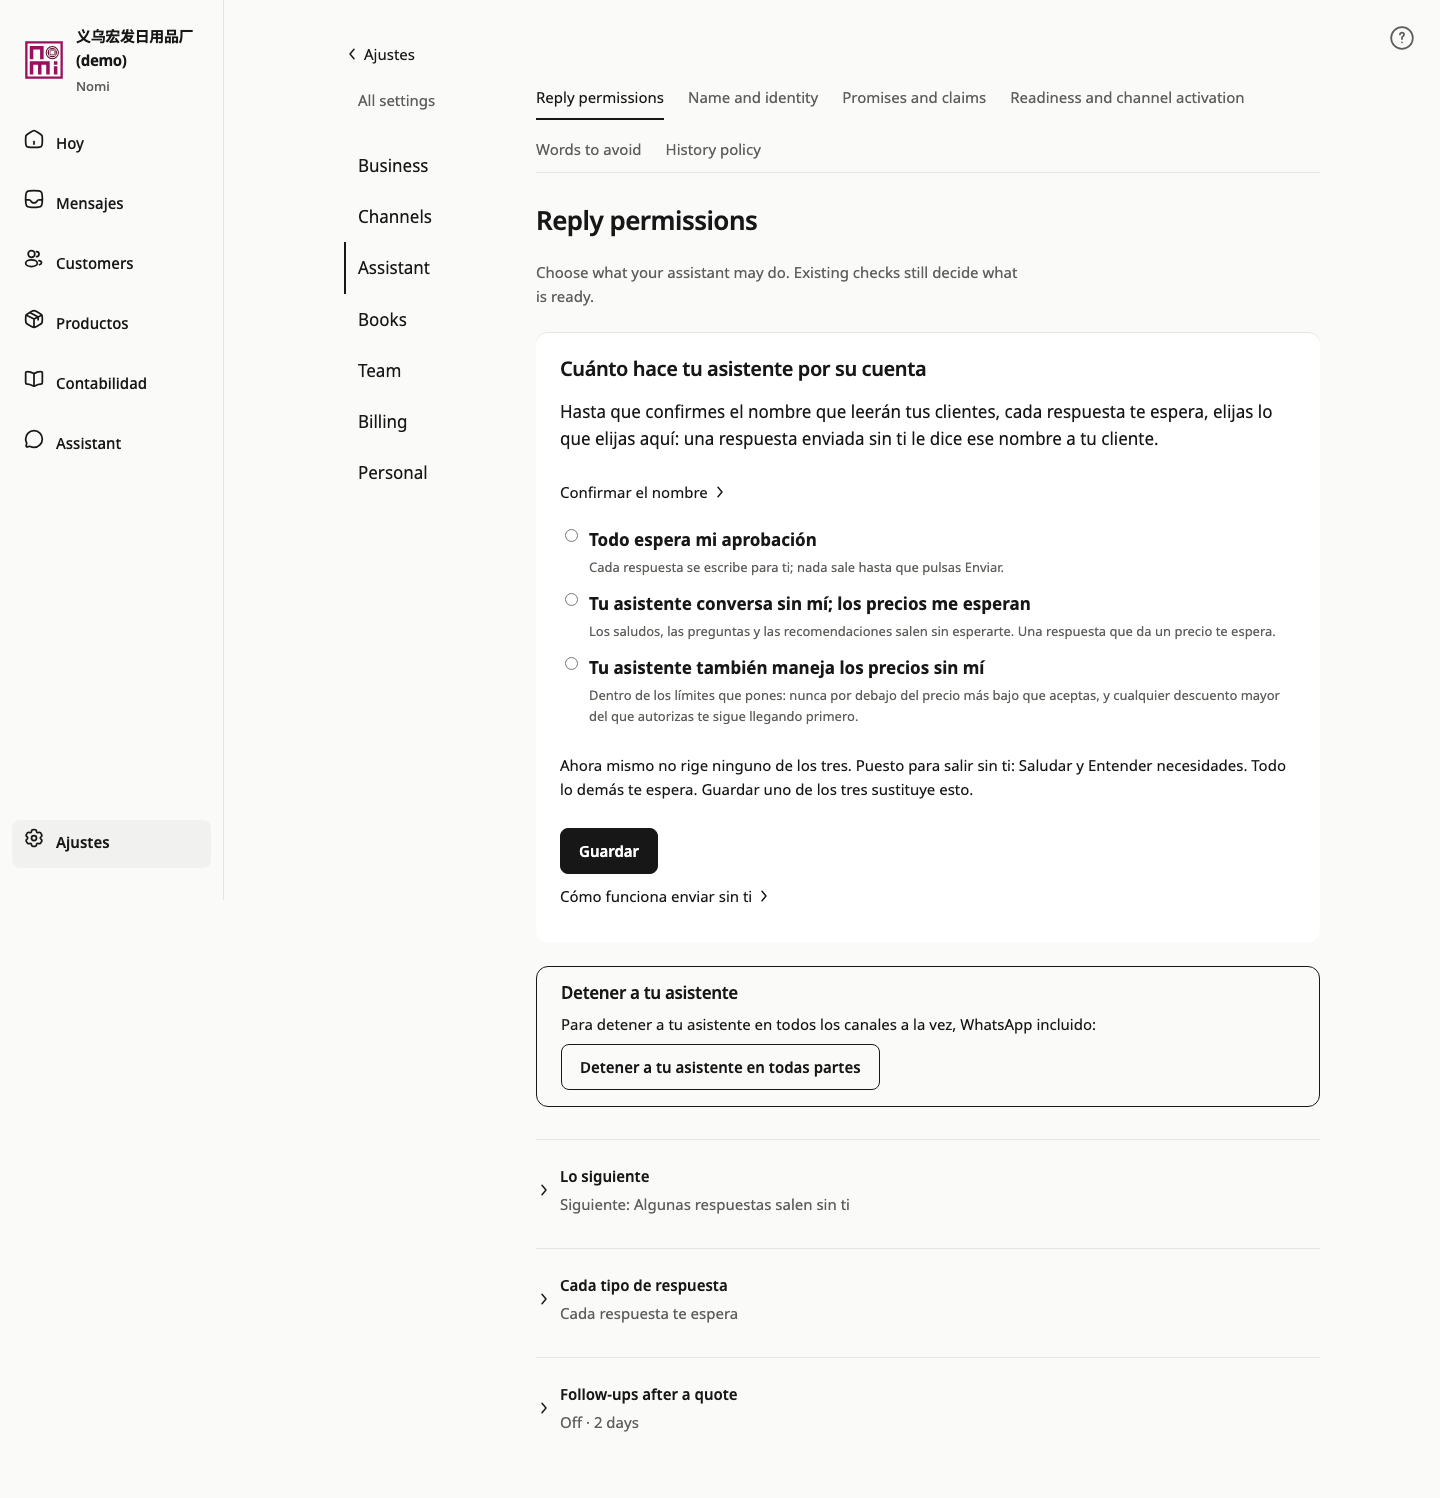 义乌宏发日用品厂
(demo)
Nomi
Hoy
Mensajes
Customers
Productos
Contabilidad
Assistant
Ajustes
Ajustes
All settings
Business
Channels
Assistant
Books
Team
Billing
Personal
Reply permissions
Name and identity
Promises and claims
Readiness and channel activation
Words to avoid
History policy
Reply permissions
Choose what your assistant may do. Existing checks still decide what
is ready.
Cuánto hace tu asistente por su cuenta
Hasta que confirmes el nombre que leerán tus clientes, cada respuesta te espera, elijas lo
que elijas aquí: una respuesta enviada sin ti le dice ese nombre a tu cliente.
Confirmar el nombre
Todo espera mi aprobación
Cada respuesta se escribe para ti; nada sale hasta que pulsas Enviar.
Tu asistente conversa sin mí; los precios me esperan
Los saludos, las preguntas y las recomendaciones salen sin esperarte. Una respuesta que da un precio te espera.
Tu asistente también maneja los precios sin mí
Dentro de los límites que pones: nunca por debajo del precio más bajo que aceptas, y cualquier descuento mayor
del que autorizas te sigue llegando primero.
Ahora mismo no rige ninguno de los tres. Puesto para salir sin ti: Saludar y Entender necesidades. Todo
lo demás te espera. Guardar uno de los tres sustituye esto.
Guardar
Cómo funciona enviar sin ti
Detener a tu asistente
Para detener a tu asistente en todos los canales a la vez, WhatsApp incluido:
Detener a tu asistente en todas partes
Lo siguiente
Siguiente: Algunas respuestas salen sin ti
Cada tipo de respuesta
Cada respuesta te espera
Follow-ups after a quote
Off · 2 days